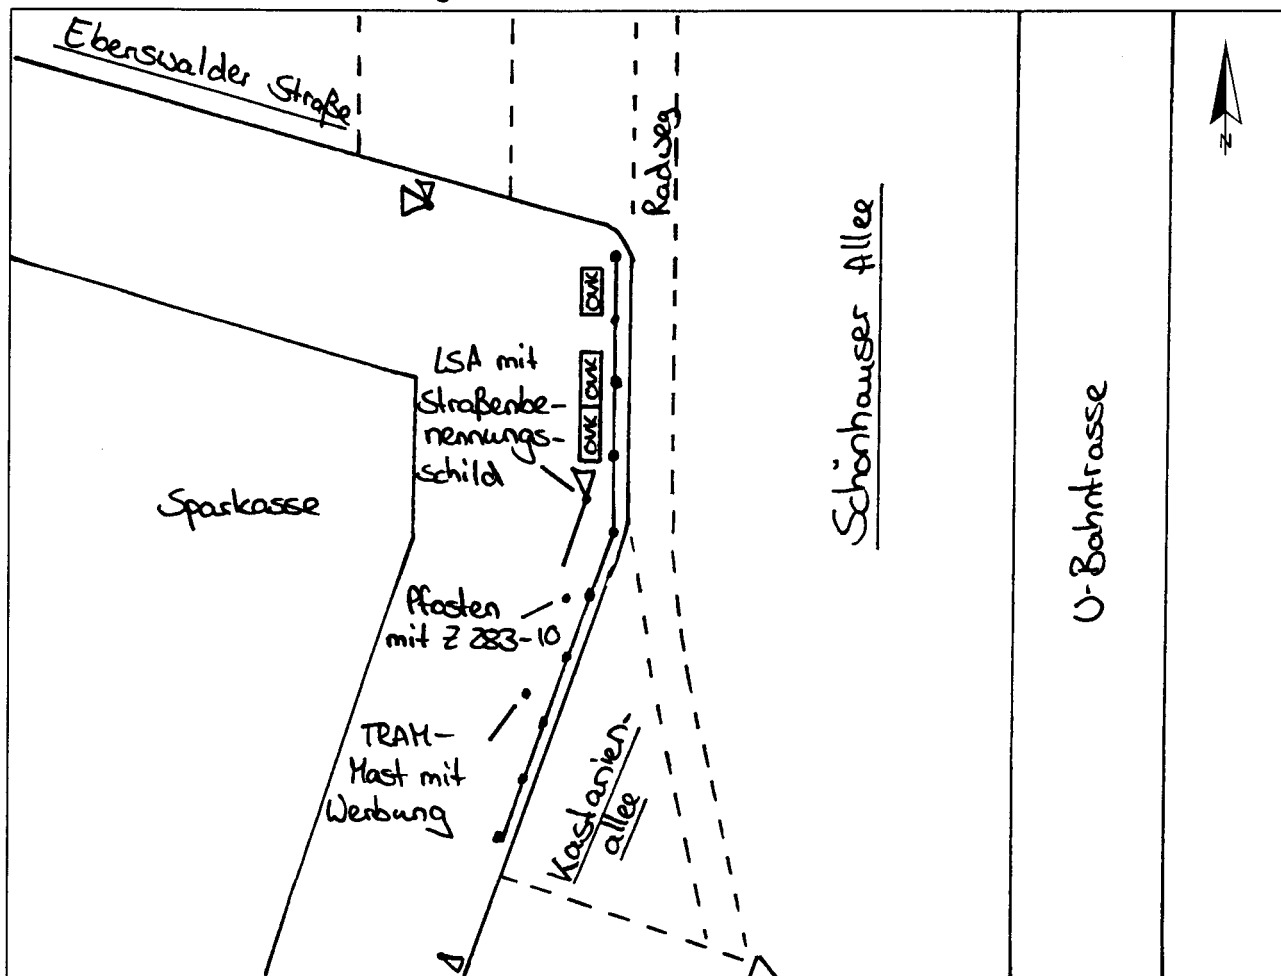 Eberswalder Straße
Radweg
N
OVK
OVK
OVK
LSA mit
Straßenbe-
nennungs-
schild
Schönhauser Allee
U-Bahntrasse
Sparkasse
Pfosten
mit Z 283-10
TRAM-
Mast mit
Werbung
Kastanien-
allee